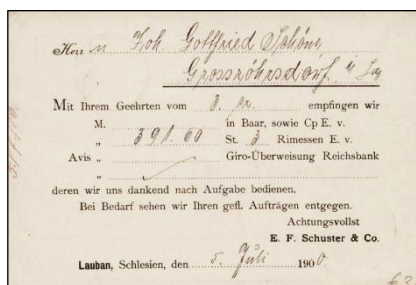 Herrn Joh. Gottfried Schöne
Grossröhrsdorf i/
Mit Ihrem Geehrten vom 3. cr. empfingen wir
M. in Baar, sowie Cp E. v.
„ 391.60 St. 3 Rimessen E. v.
Avis „ Giro-Überweisung Reichsbank
„
deren wir uns dankend nach Aufgabe bedienen.
Bei Bedarf sehen wir Ihren gefl. Aufträgen entgegen.
Achtungsvollst
E. F. Schuster & Co.
Lauban, Schlesien, den 5. Juli 1900